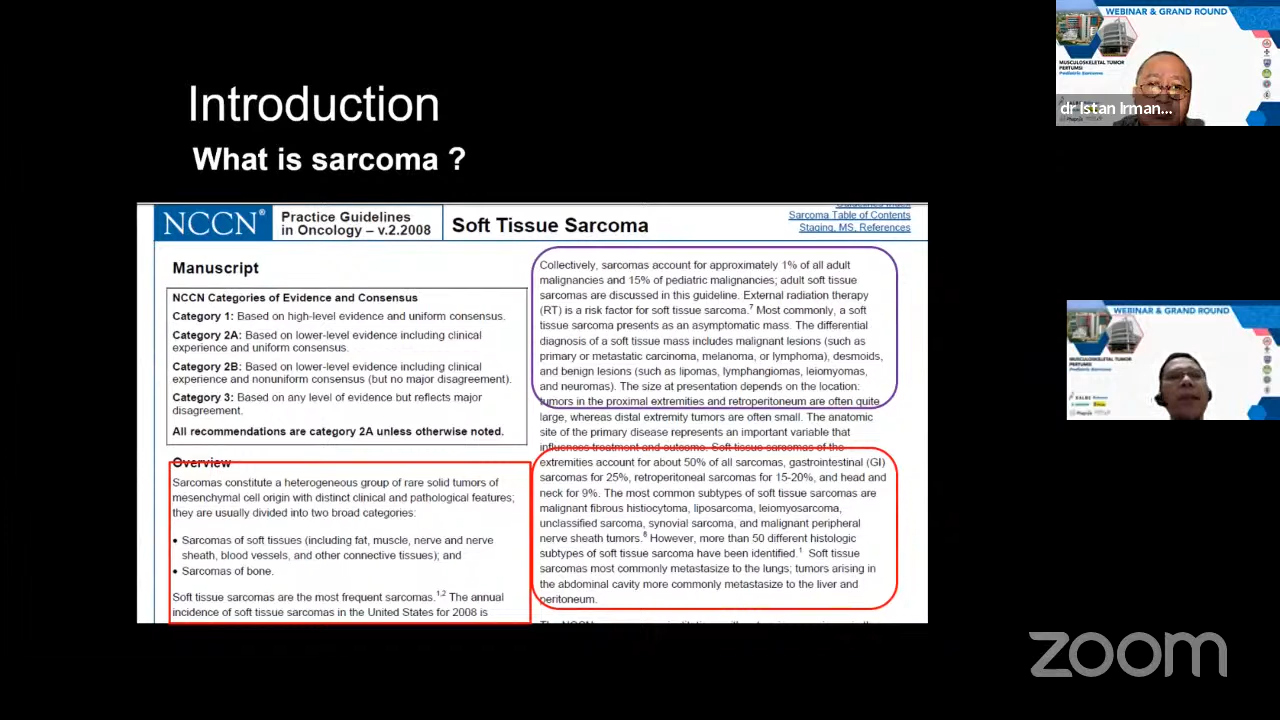 Introduction
What is sarcoma ?
NCCN®
Practice Guidelines
in Oncology – v.2.2008
Soft Tissue Sarcoma
Sarcoma Table of Contents
Staging, MS, References
Manuscript
NCCN Categories of Evidence and Consensus
Category 1: Based on high-level evidence and uniform consensus.
Category 2A: Based on lower-level evidence including clinical
experience and uniform consensus.
Category 2B: Based on lower-level evidence including clinical
experience and nonuniform consensus (but no major disagreement).
Category 3: Based on any level of evidence but reflects major
disagreement.
All recommendations are category 2A unless otherwise noted.
Overview
Sarcomas constitute a heterogeneous group of rare solid tumors of
mesenchymal cell origin with distinct clinical and pathological features;
they are usually divided into two broad categories:
• Sarcomas of soft tissues (including fat, muscle, nerve and nerve
sheath, blood vessels, and other connective tissues); and
• Sarcomas of bone.
Soft tissue sarcomas are the most frequent sarcomas.1,2 The annual
incidence of soft tissue sarcomas in the United States for 2008 is
Collectively, sarcomas account for approximately 1% of all adult
malignancies and 15% of pediatric malignancies; adult soft tissue
sarcomas are discussed in this guideline. External radiation therapy
(RT) is a risk factor for soft tissue sarcoma.7 Most commonly, a soft
tissue sarcoma presents as an asymptomatic mass. The differential
diagnosis of a soft tissue mass includes malignant lesions (such as
primary or metastatic carcinoma, melanoma, or lymphoma), desmoids,
and benign lesions (such as lipomas, lymphangiomas, leiomyomas,
and neuromas). The size at presentation depends on the location:
tumors in the proximal extremities and retroperitoneum are often quite
large, whereas distal extremity tumors are often small. The anatomic
site of the primary disease represents an important variable that
influences treatment and outcome. Soft tissue sarcomas of the
extremities account for about 50% of all sarcomas, gastrointestinal (GI)
sarcomas for 25%, retroperitoneal sarcomas for 15-20%, and head and
neck for 9%. The most common subtypes of soft tissue sarcomas are
malignant fibrous histiocytoma, liposarcoma, leiomyosarcoma,
unclassified sarcoma, synovial sarcoma, and malignant peripheral
nerve sheath tumors.8 However, more than 50 different histologic
subtypes of soft tissue sarcoma have been identified.1 Soft tissue
sarcomas most commonly metastasize to the lungs; tumors arising in
the abdominal cavity more commonly metastasize to the liver and
peritoneum.
WEBINAR & GRAND ROUND
MUSCULOSKELETAL TUMOR
PERTUMSI
Pediatric Sarcoma
dr Istan Irman...
WEBINAR & GRAND ROUND
MUSCULOSKELETAL TUMOR
PERTUMSI
Pediatric Sarcoma
zoom